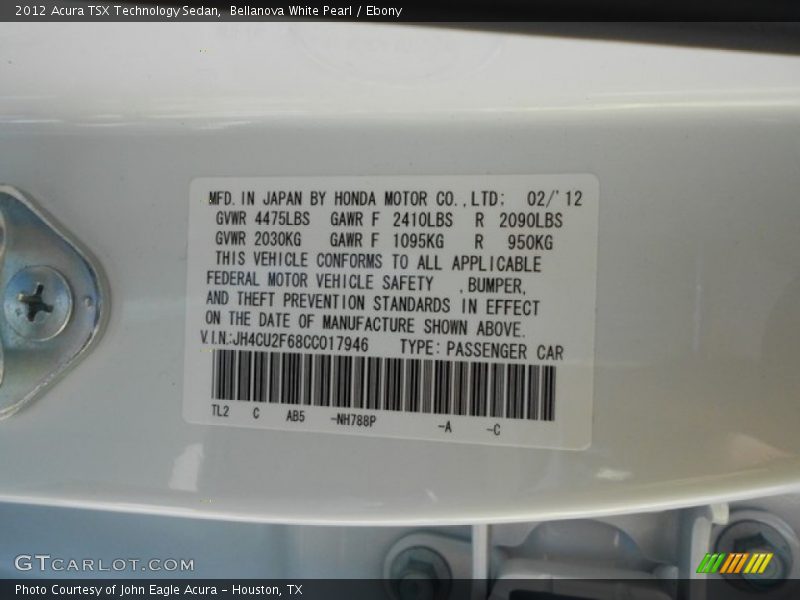 2012 Acura TSX Technology Sedan,  Bellanova White Pearl / Ebony
MFD. IN JAPAN BY HONDA MOTOR CO.,LTD; 02/'12
GVWR 4475LBS GAWR F 2410LBS R 2090LBS
GVWR 2030KG GAWR F 1095KG R 950KG
THIS VEHICLE CONFORMS TO ALL APPLICABLE
FEDERAL MOTOR VEHICLE SAFETY ,BUMPER,
AND THEFT PREVENTION STANDARDS IN EFFECT
ON THE DATE OF MANUFACTURE SHOWN ABOVE.
V.I.N.:JH4CU2F68CC017946 TYPE: PASSENGER CAR
TL2 C AB5 -NH788P -A -C
GTCARLOT.COM
Photo Courtesy of John Eagle Acura – Houston, TX